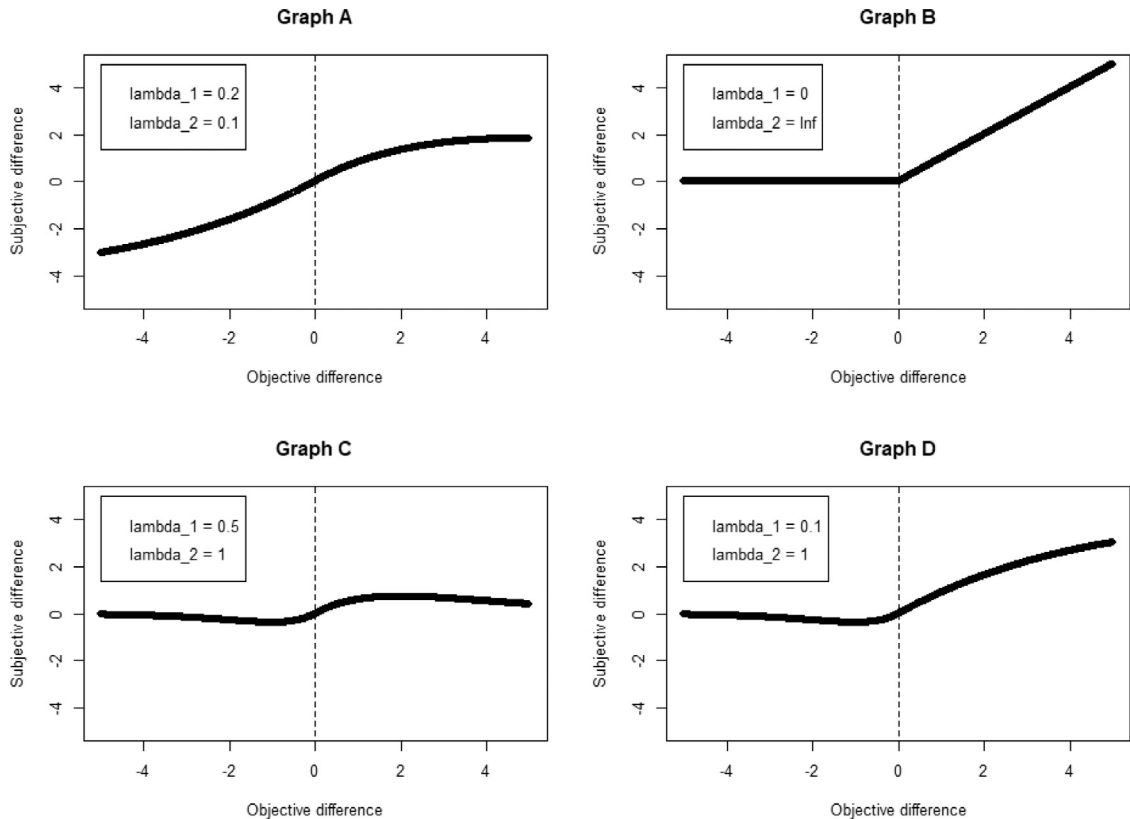 Graph A
lambda_1 = 0.2
lambda_2 = 0.1
Subjective difference
4
2
0
-2
-4
-4 -2 0 2 4
Objective difference
Graph B
lambda_1 = 0
lambda_2 = Inf
Subjective difference
4
2
0
-2
-4
-4 -2 0 2 4
Objective difference
Graph C
lambda_1 = 0.5
lambda_2 = 1
Subjective difference
4
2
0
-2
-4
-4 -2 0 2 4
Objective difference
Graph D
lambda_1 = 0.1
lambda_2 = 1
Subjective difference
4
2
0
-2
-4
-4 -2 0 2 4
Objective difference